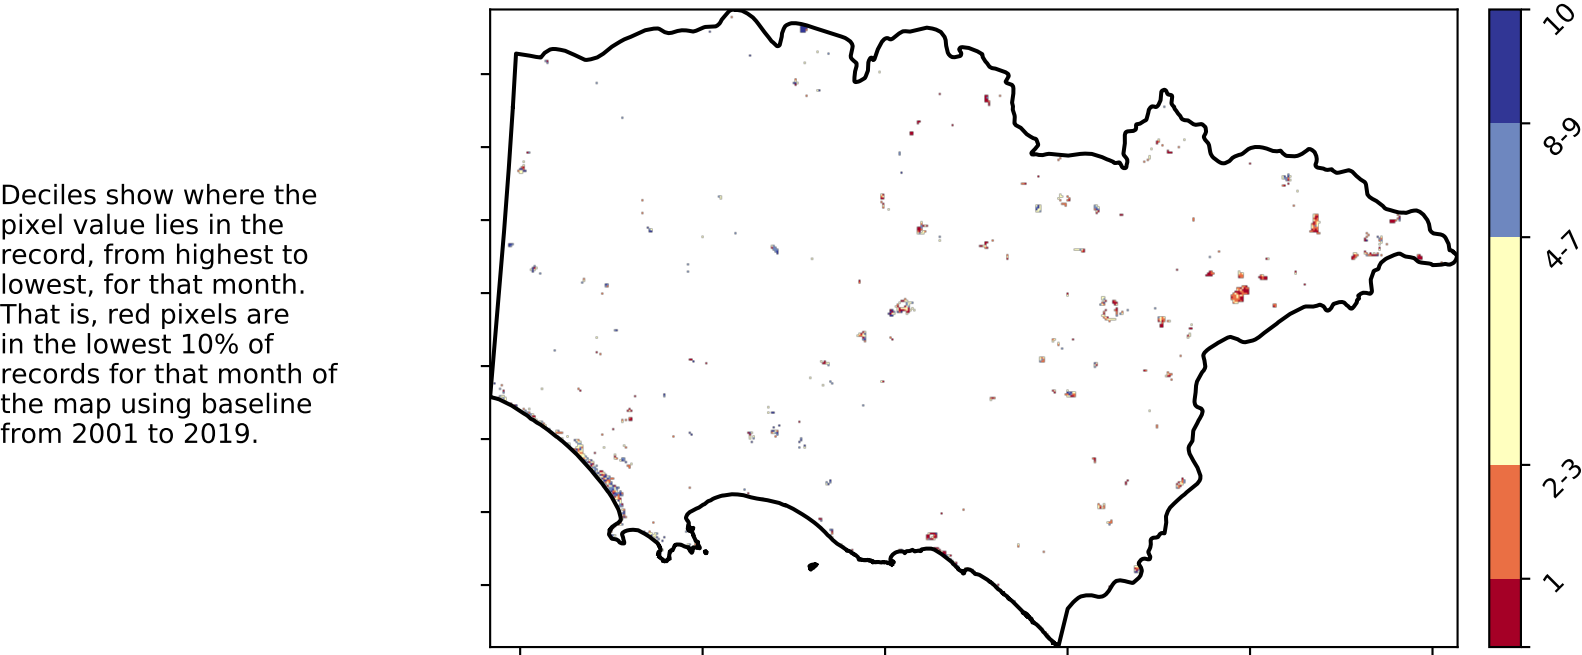 Deciles show where the
pixel value lies in the
record, from highest to
lowest, for that month.
That is, red pixels are
in the lowest 10% of
records for that month of
the map using baseline
from 2001 to 2019.
10
8-9
4-7
2-3
1